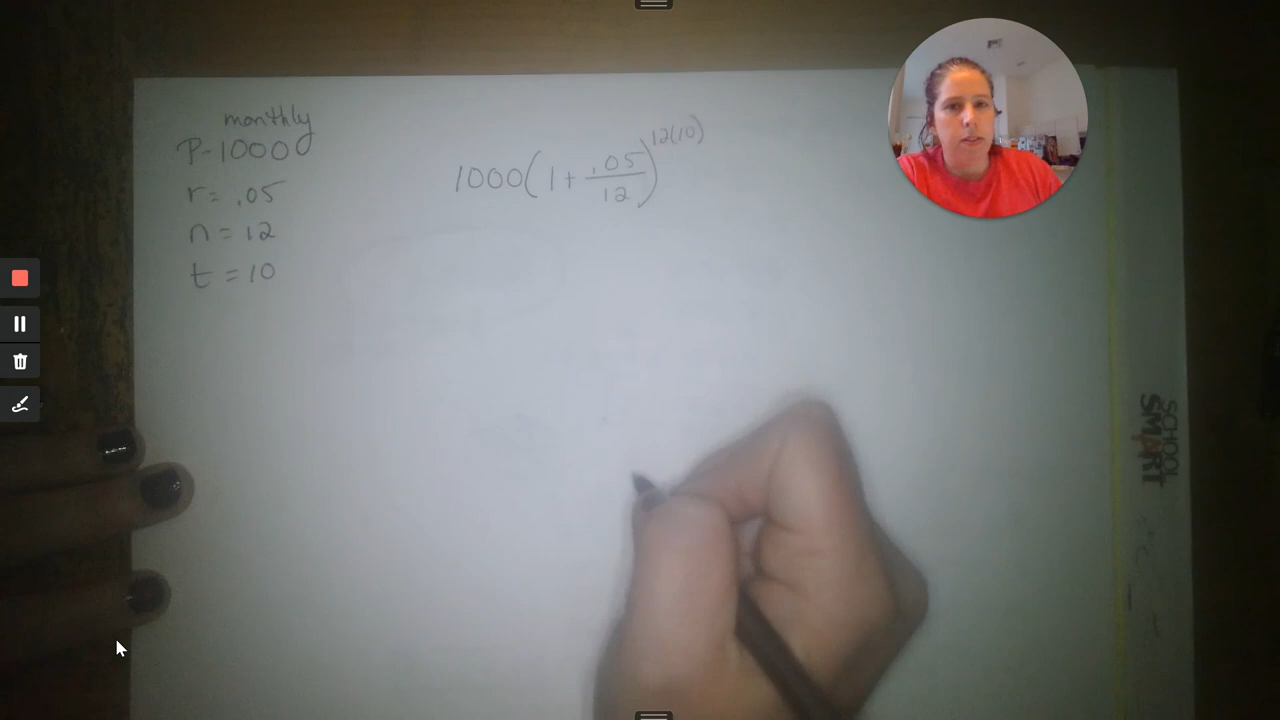 monthly
P-1000
r= .05
n = 12
t = 10
1000(1+ .05/12)^12(10)
SCHOOL
SMART